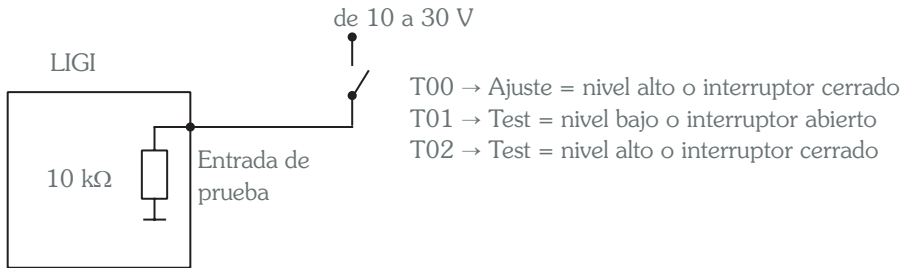 de 10 a 30 V
LIGI
T00 → Ajuste = nivel alto o interruptor cerrado
T01 → Test = nivel bajo o interruptor abierto
T02 → Test = nivel alto o interruptor cerrado
10 kΩ
Entrada de
prueba